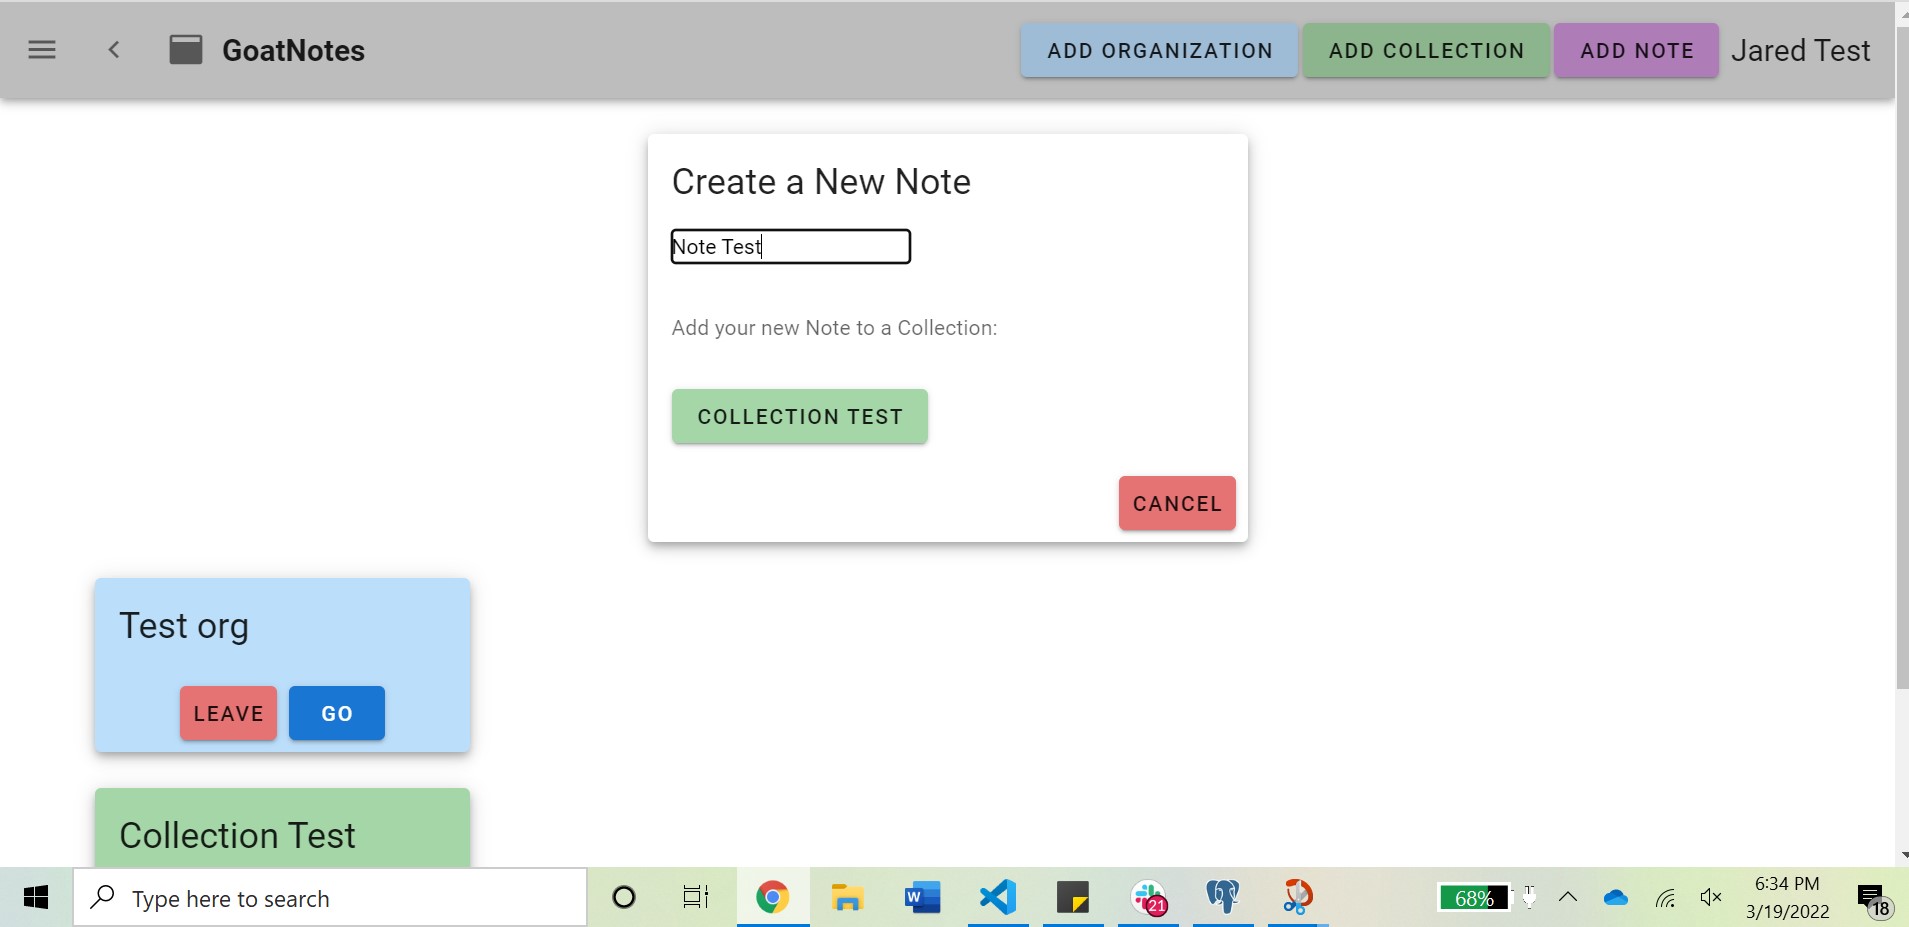 GoatNotes
ADD ORGANIZATION
ADD COLLECTION
ADD NOTE
Jared Test
Create a New Note
Note Test
Add your new Note to a Collection:
COLLECTION TEST
CANCEL
Test org
LEAVE
GO
Collection Test
Type here to search
W
21
68%
6:34 PM
3/19/2022
18